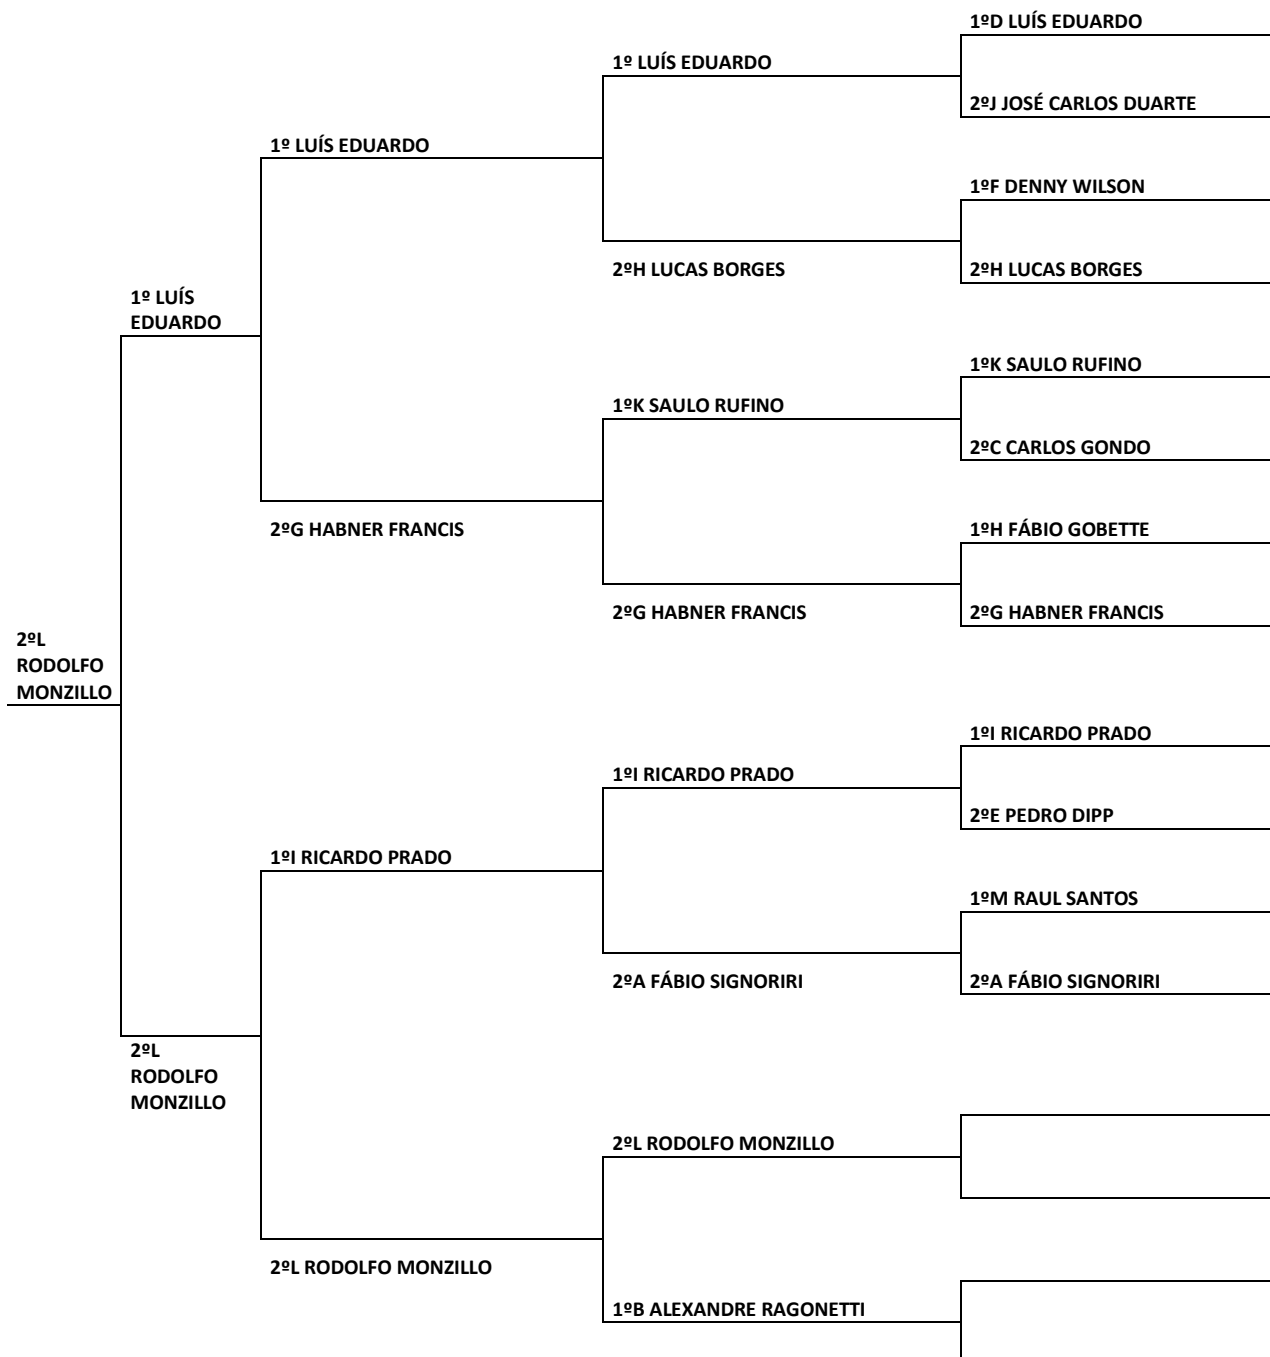 1ºD LUÍS EDUARDO
1º LUÍS EDUARDO
2ºJ JOSÉ CARLOS DUARTE
1º LUÍS EDUARDO
1ºF DENNY WILSON
2ºH LUCAS BORGES
2ºH LUCAS BORGES
1º LUÍS
EDUARDO
1ºK SAULO RUFINO
1ºK SAULO RUFINO
2ºC CARLOS GONDO
2ºG HABNER FRANCIS
1ºH FÁBIO GOBETTE
2ºG HABNER FRANCIS
2ºG HABNER FRANCIS
2ºL
RODOLFO
MONZILLO
1ºI RICARDO PRADO
1ºI RICARDO PRADO
2ºE PEDRO DIPP
1ºI RICARDO PRADO
1ºM RAUL SANTOS
2ºA FÁBIO SIGNORIRI
2ºA FÁBIO SIGNORIRI
2ºL
RODOLFO
MONZILLO
2ºL RODOLFO MONZILLO
2ºL RODOLFO MONZILLO
1ºB ALEXANDRE RAGONETTI